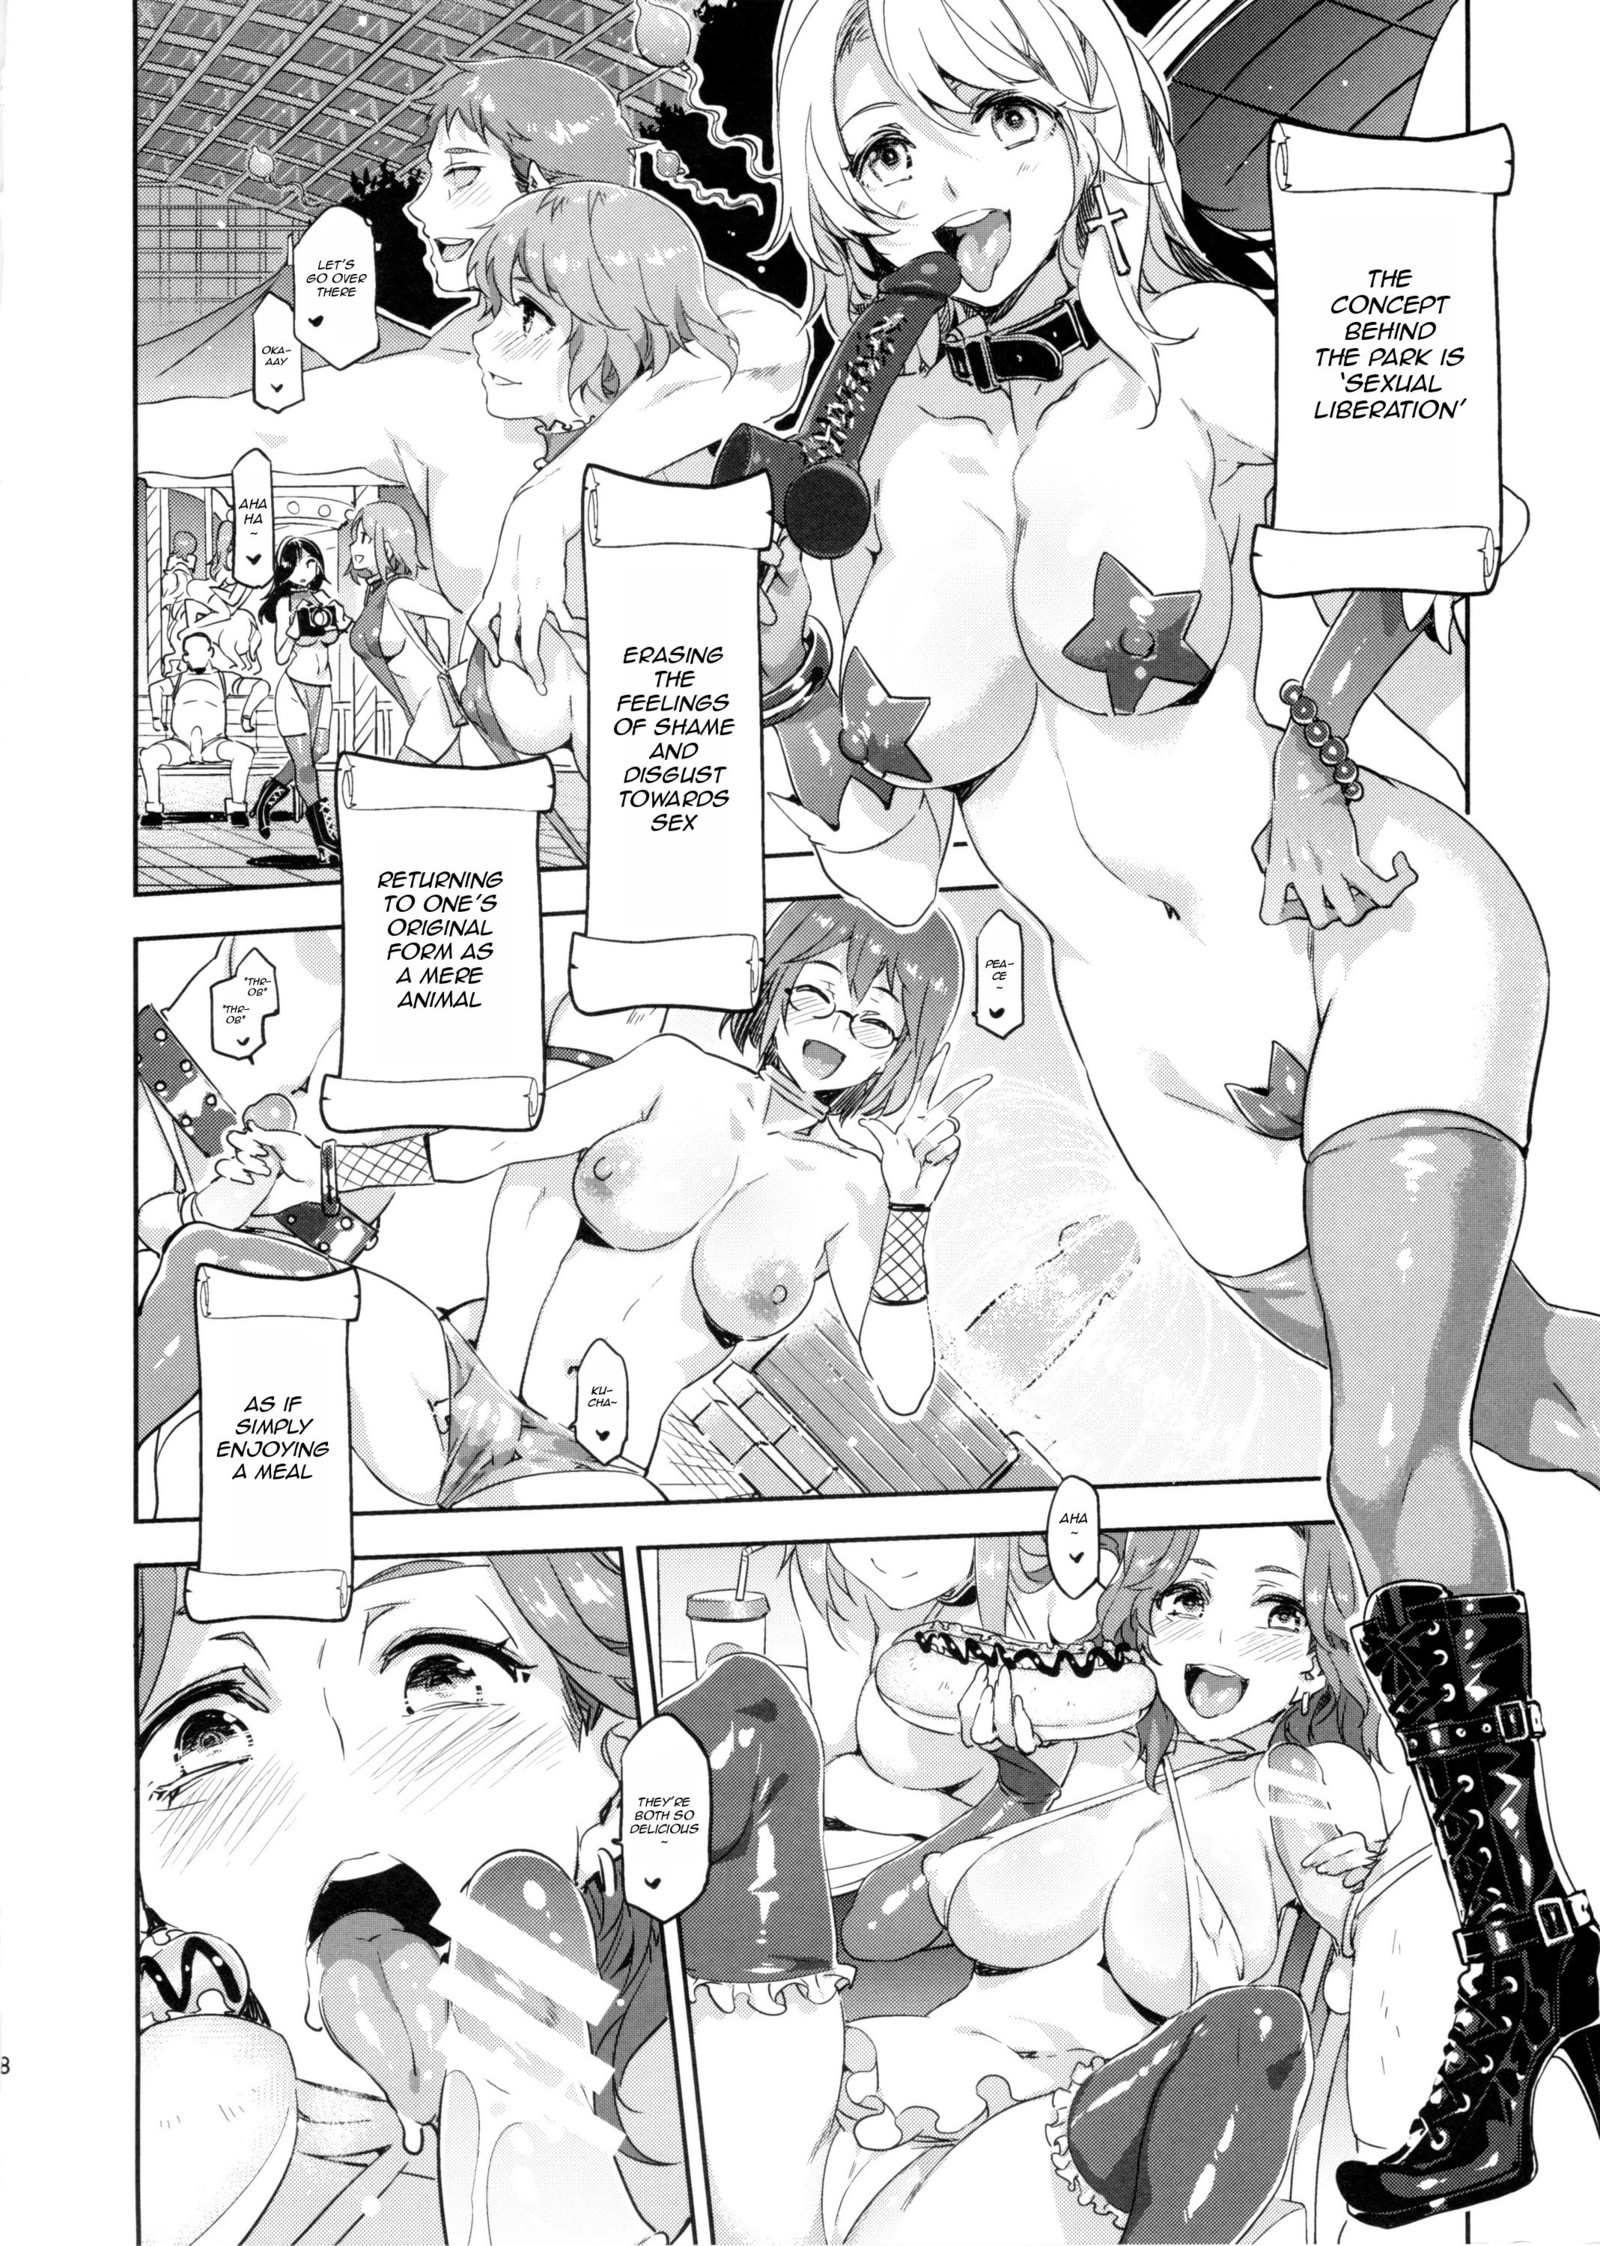 THE
CONCEPT
BEHIND
THE PARK IS
'SEXUAL
LIBERATION'
LET'S
GO OVER
THERE
OKA-
AAY
AHA
HA
~
ERASING
THE
FEELINGS
OF SHAME
AND
DISGUST
TOWARDS
SEX
RETURNING
TO ONE'S
ORIGINAL
FORM AS
A MERE
ANIMAL
PEA-
CE
~
*THR-
OB*
*THR-
OB*
KU-
CHA~
AS IF
SIMPLY
ENJOYING
A MEAL
AHA
~
THEY'RE
BOTH SO
DELICIOUS
~
8